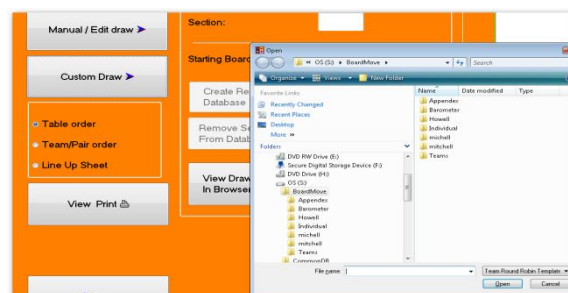 Manual / Edit draw
Custom Draw
Table order
Team/Pair order
Line Up Sheet
View Print
Section:
Starting Board
Create Re
Database
Remove Se
From Datab
View Draw
In Browser
Open
OS (S:)
BoardMove
Search
Organize
Views
New Folder
Favorite Links
Recently Changed
Recent Places
Desktop
More »
Folders
DVD RW Drive (E:)
Secure Digital Storage Device (F:)
DVD Drive (H:)
OS (S:)
BoardMove
Appendex
Barometer
Howell
Individual
michell
mitchell
Teams
CommonDB
Name
Date modified
Type
Appendex
Barometer
Howell
Individual
michell
mitchell
Teams
File name:
Team Round Robin Template
Open
Cancel